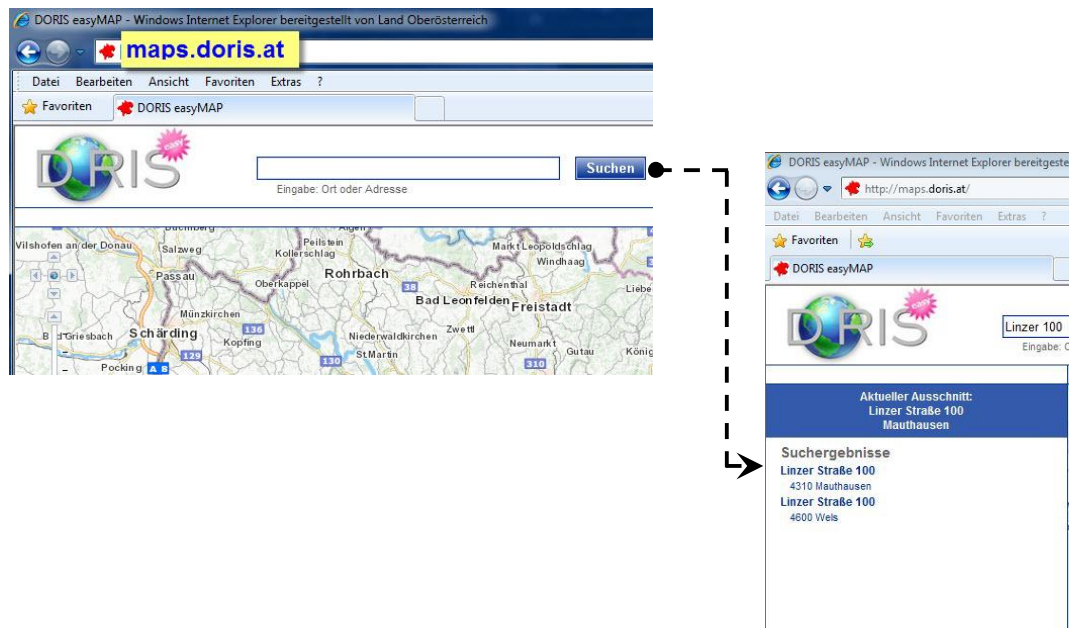 DORIS easyMAP - Windows Internet Explorer bereitgestellt von Land Oberösterreich
maps.doris.at
Datei Bearbeiten Ansicht Favoriten Extras ?
Favoriten DORIS easyMAP
DORIS easy
Suchen
Eingabe: Ort oder Adresse
Vilshofen an der Donau
Salzweg
Peilstein
Kollerschlag
Markt Leopoldschlag
Windhaag
Passau
Rohrbach
Oberkappel
Reichenthal
38
Liebe
Bad Leonfelden
Freistadt
Münzkirchen
Griesbach
Schärding
136
Kopfing
Niederwaldkirchen
Zwettl
Neumarkt
129
130
St.Martin
Gutau
König
Pocking
A 8
310
DORIS easyMAP - Windows Internet Explorer bereitgeste
http://maps.doris.at/
Datei Bearbeiten Ansicht Favoriten Extras ?
Favoriten
DORIS easyMAP
DORIS easy
Linzer 100
Eingabe: O
Aktueller Ausschnitt:
Linzer Straße 100
Mauthausen
Suchergebnisse
Linzer Straße 100
4310 Mauthausen
Linzer Straße 100
4600 Wels